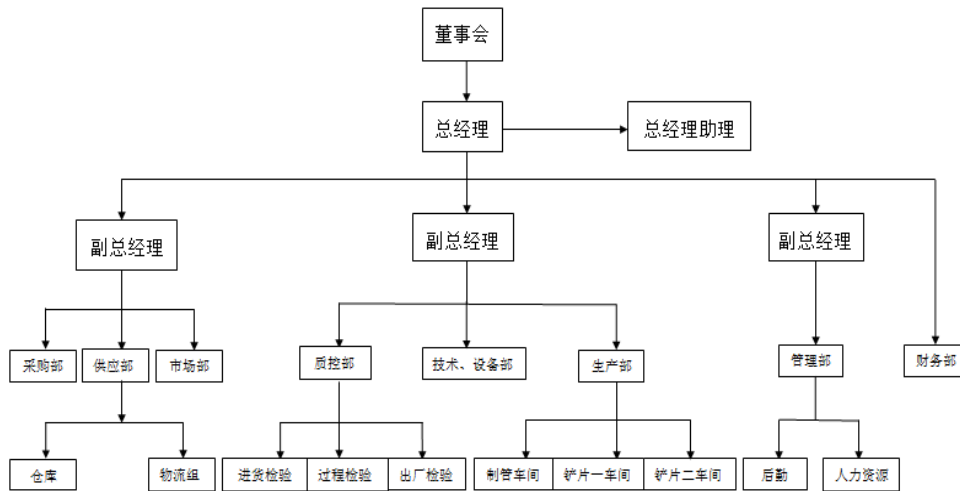 董事会
总经理
总经理助理
副总经理
副总经理
副总经理
采购部
供应部
市场部
质控部
技术、设备部
生产部
管理部
财务部
仓库
物流组
进货检验
过程检验
出厂检验
制管车间
铲片一车间
铲片二车间
后勤
人力资源